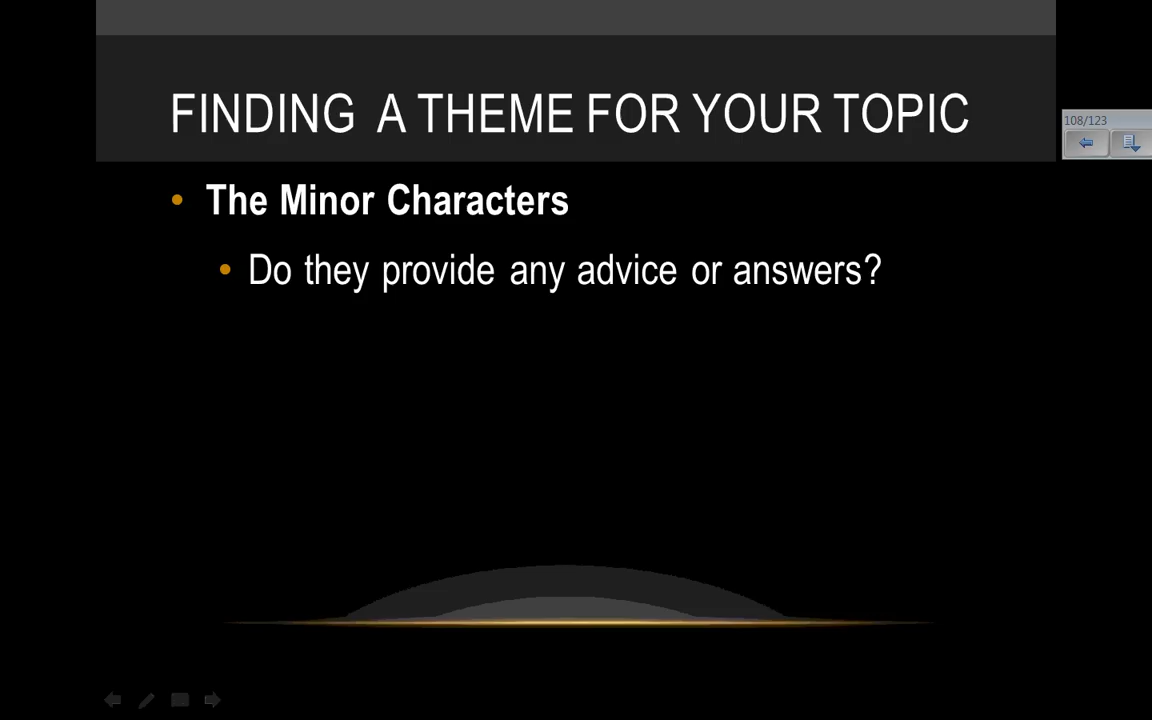 FINDING A THEME FOR YOUR TOPIC
108/123
• The Minor Characters
• Do they provide any advice or answers?